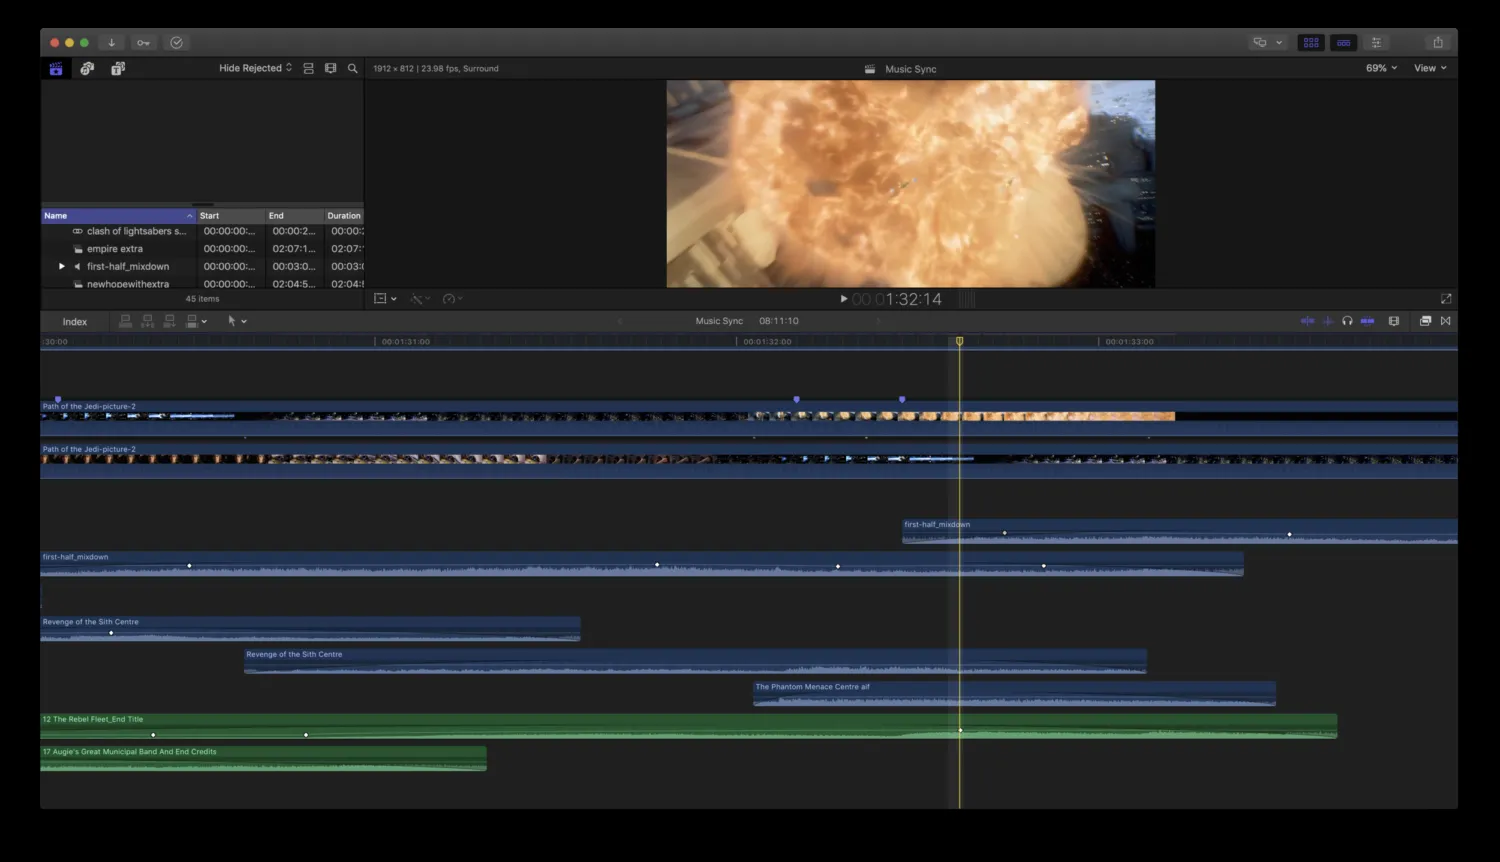 Hide Rejected
1912 × 812 | 23.98 fps, Surround
Music Sync
69%
View
Name
Start
End
Duration
clash of lightsabers s...
00:00:00:...
00:00:2...
00:00:2
empire extra
00:00:00:...
02:07:1...
02:07:
first-half_mixdown
00:00:00:...
00:03:0...
00:03:0
newhopewithextra
00:00:00:...
02:04:5...
02:04:5
45 items
00:01:32:14
Index
Music Sync
08:11:10
:30:00
00:01:31:00
00:01:32:00
00:01:33:00
Path of the Jedi-picture-2
Path of the Jedi-picture-2
first-half_mixdown
first-half_mixdown
Revenge of the Sith Centre
Revenge of the Sith Centre
The Phantom Menace Centre aif
12 The Rebel Fleet_End Title
17 Augie's Great Municipal Band And End Credits